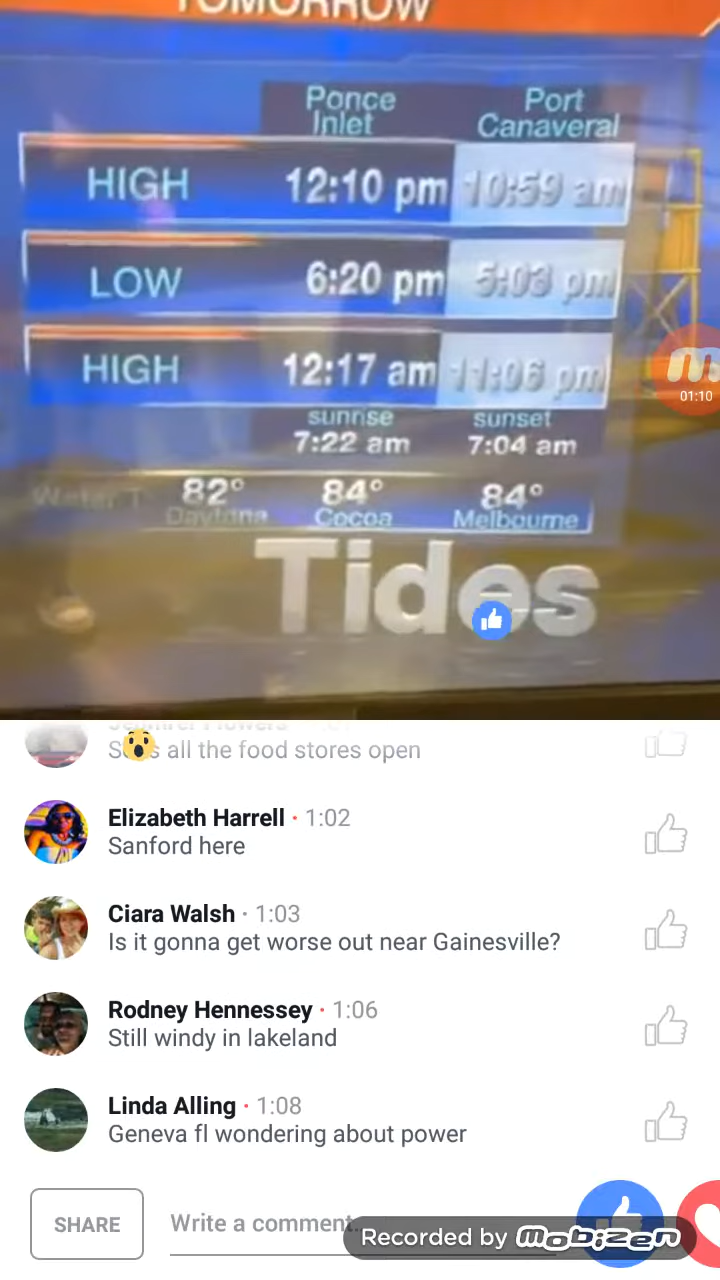 TOMORROW
Ponce Inlet
Port Canaveral
HIGH 12:10 pm 10:59 am
LOW 6:20 pm 5:03 pm
HIGH 12:17 am 11:06 pm
sunrise sunset
7:22 am 7:04 am
Water T 82° 84° 84°
Daytona Cocoa Melbourne
Tides
01:10
all the food stores open
Elizabeth Harrell · 1:02
Sanford here
Ciara Walsh · 1:03
Is it gonna get worse out near Gainesville?
Rodney Hennessey · 1:06
Still windy in lakeland
Linda Alling · 1:08
Geneva fl wondering about power
SHARE
Write a comment...
Recorded by mobizen